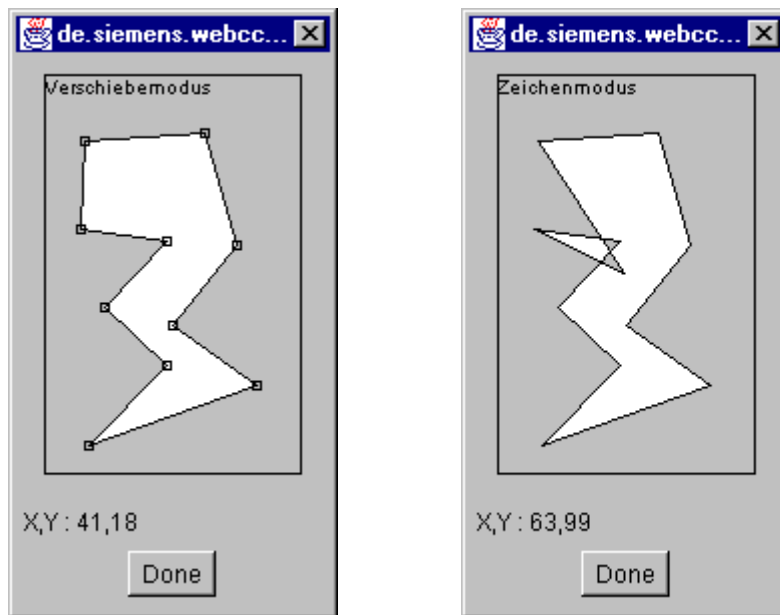 de.siemens.webcc...
Verschiebemodus
X,Y : 41,18
Done
de.siemens.webcc...
Zeichenmodus
X,Y : 63,99
Done